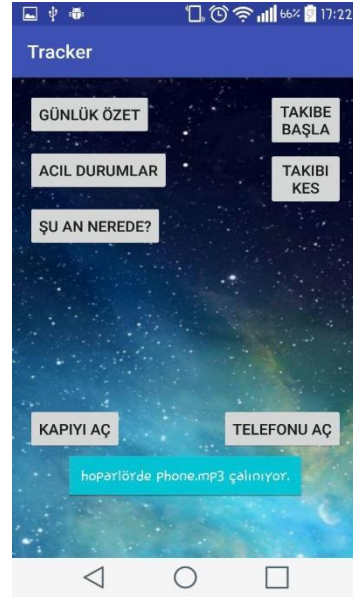 66% 17:22
Tracker
GÜNLÜK ÖZET
TAKIBE
BAŞLA
ACIL DURUMLAR
TAKIBI
KES
ŞU AN NEREDE?
KAPIYI AÇ
TELEFONU AÇ
hoparlörde Phone.mp3 çalınıyor.